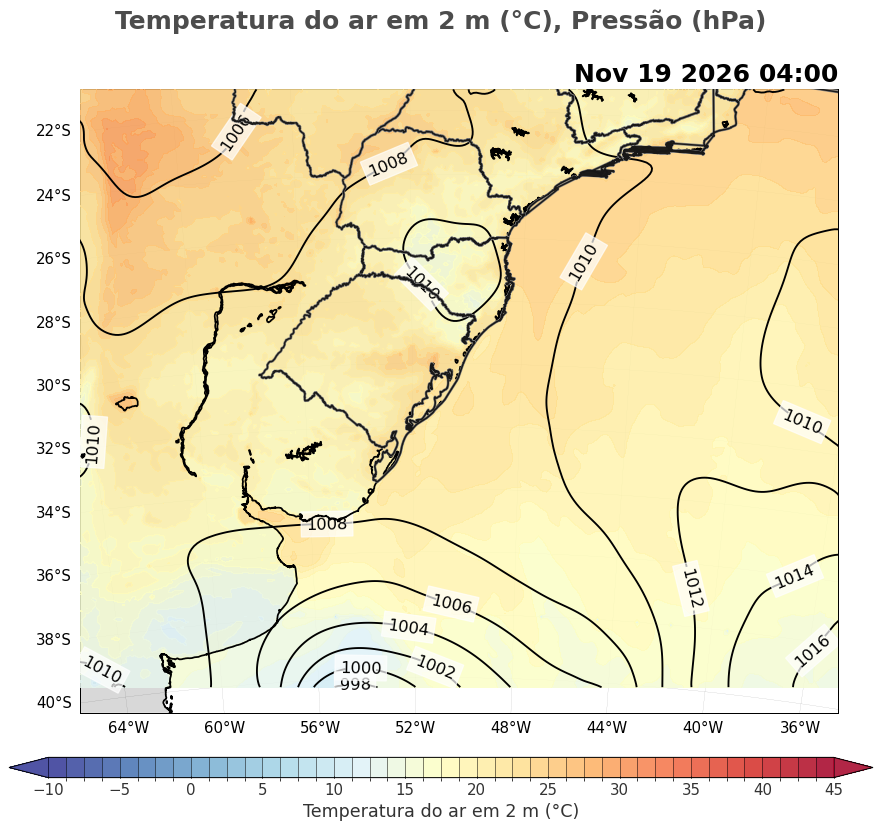 Temperatura do ar em 2 m (°C), Pressão (hPa)
Nov 19 2026 04:00
22°S
24°S
26°S
28°S
30°S
32°S
34°S
36°S
38°S
40°S
1006
1008
1010
1010
1010
1010
1010
1008
1012
1014
1006
1004
1016
1002
1000
998
1010
64°W 60°W 56°W 52°W 48°W 44°W 40°W 36°W
−10 −5 0 5 10 15 20 25 30 35 40 45
Temperatura do ar em 2 m (°C)